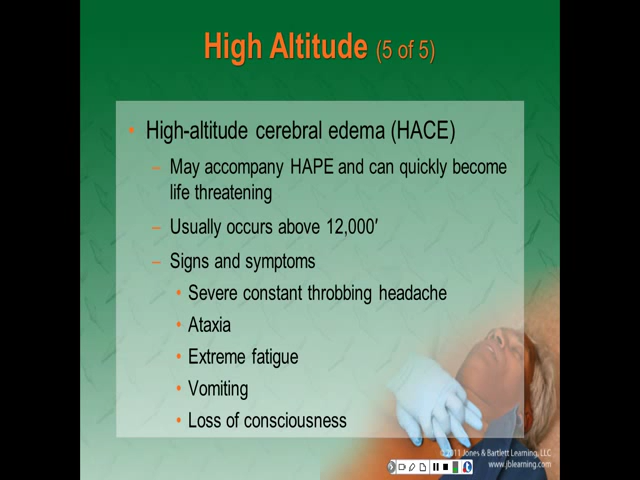 High Altitude (5 of 5)
• High-altitude cerebral edema (HACE)
– May accompany HAPE and can quickly become
life threatening
– Usually occurs above 12,000′
– Signs and symptoms
• Severe constant throbbing headache
• Ataxia
• Extreme fatigue
• Vomiting
• Loss of consciousness
© 2011 Jones & Bartlett Learning, LLC
www.jblearning.com